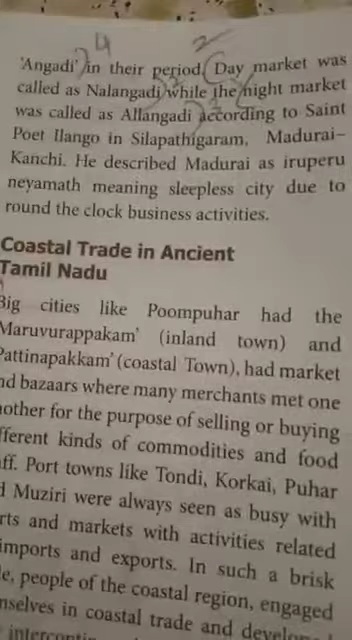 4 2
'Angadi' in their period. Day market was
called as Nalangadi while the night market
was called as Allangadi according to Saint
Poet Ilango in Silapathigaram, Madurai-
Kanchi. He described Madurai as iruperu
neyamath meaning sleepless city due to
round the clock business activities.
Coastal Trade in Ancient
Tamil Nadu
Big cities like Poompuhar had the
Maruvurappakam' (inland town) and
Pattinapakkam' (coastal Town), had market
nd bazaars where many merchants met one
nother for the purpose of selling or buying
fferent kinds of commodities and food
ff. Port towns like Tondi, Korkai, Puhar
d Muziri were always seen as busy with
rts and markets with activities related
imports and exports. In such a brisk
e, people of the coastal region, engaged
nselves in coastal trade and develop